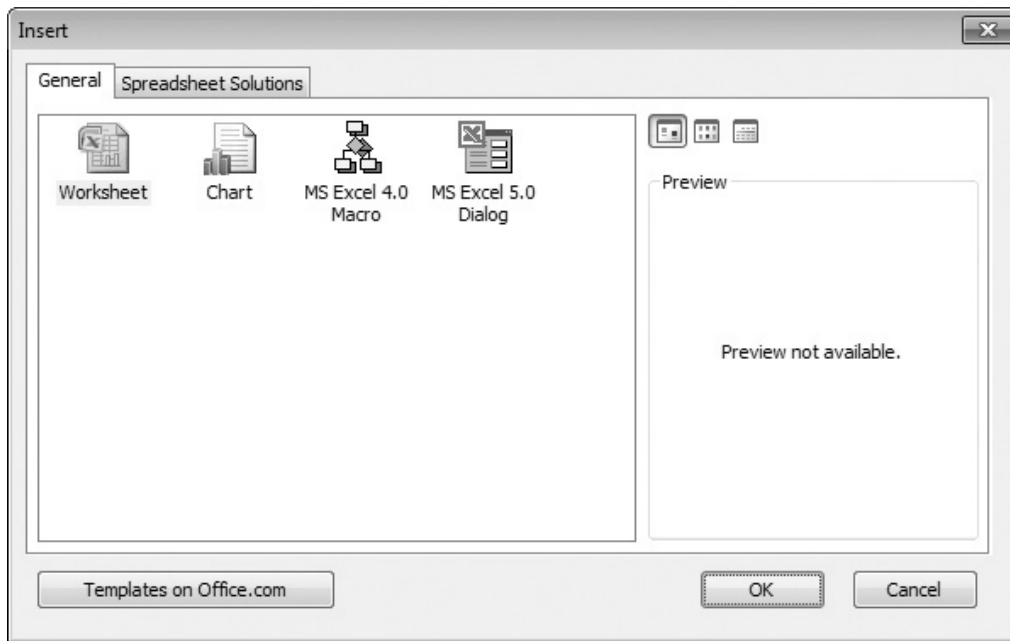 Insert
General
Spreadsheet Solutions
Worksheet
Chart
MS Excel 4.0
Macro
MS Excel 5.0
Dialog
Preview
Preview not available.
Templates on Office.com
OK
Cancel